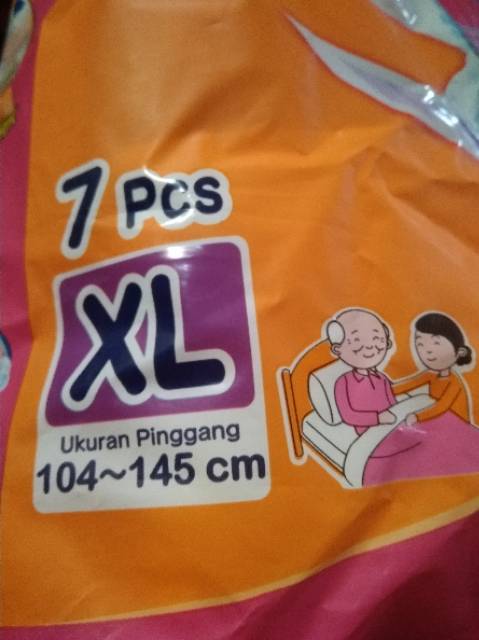 7 PCS
XL
Ukuran Pinggang
104~145 cm